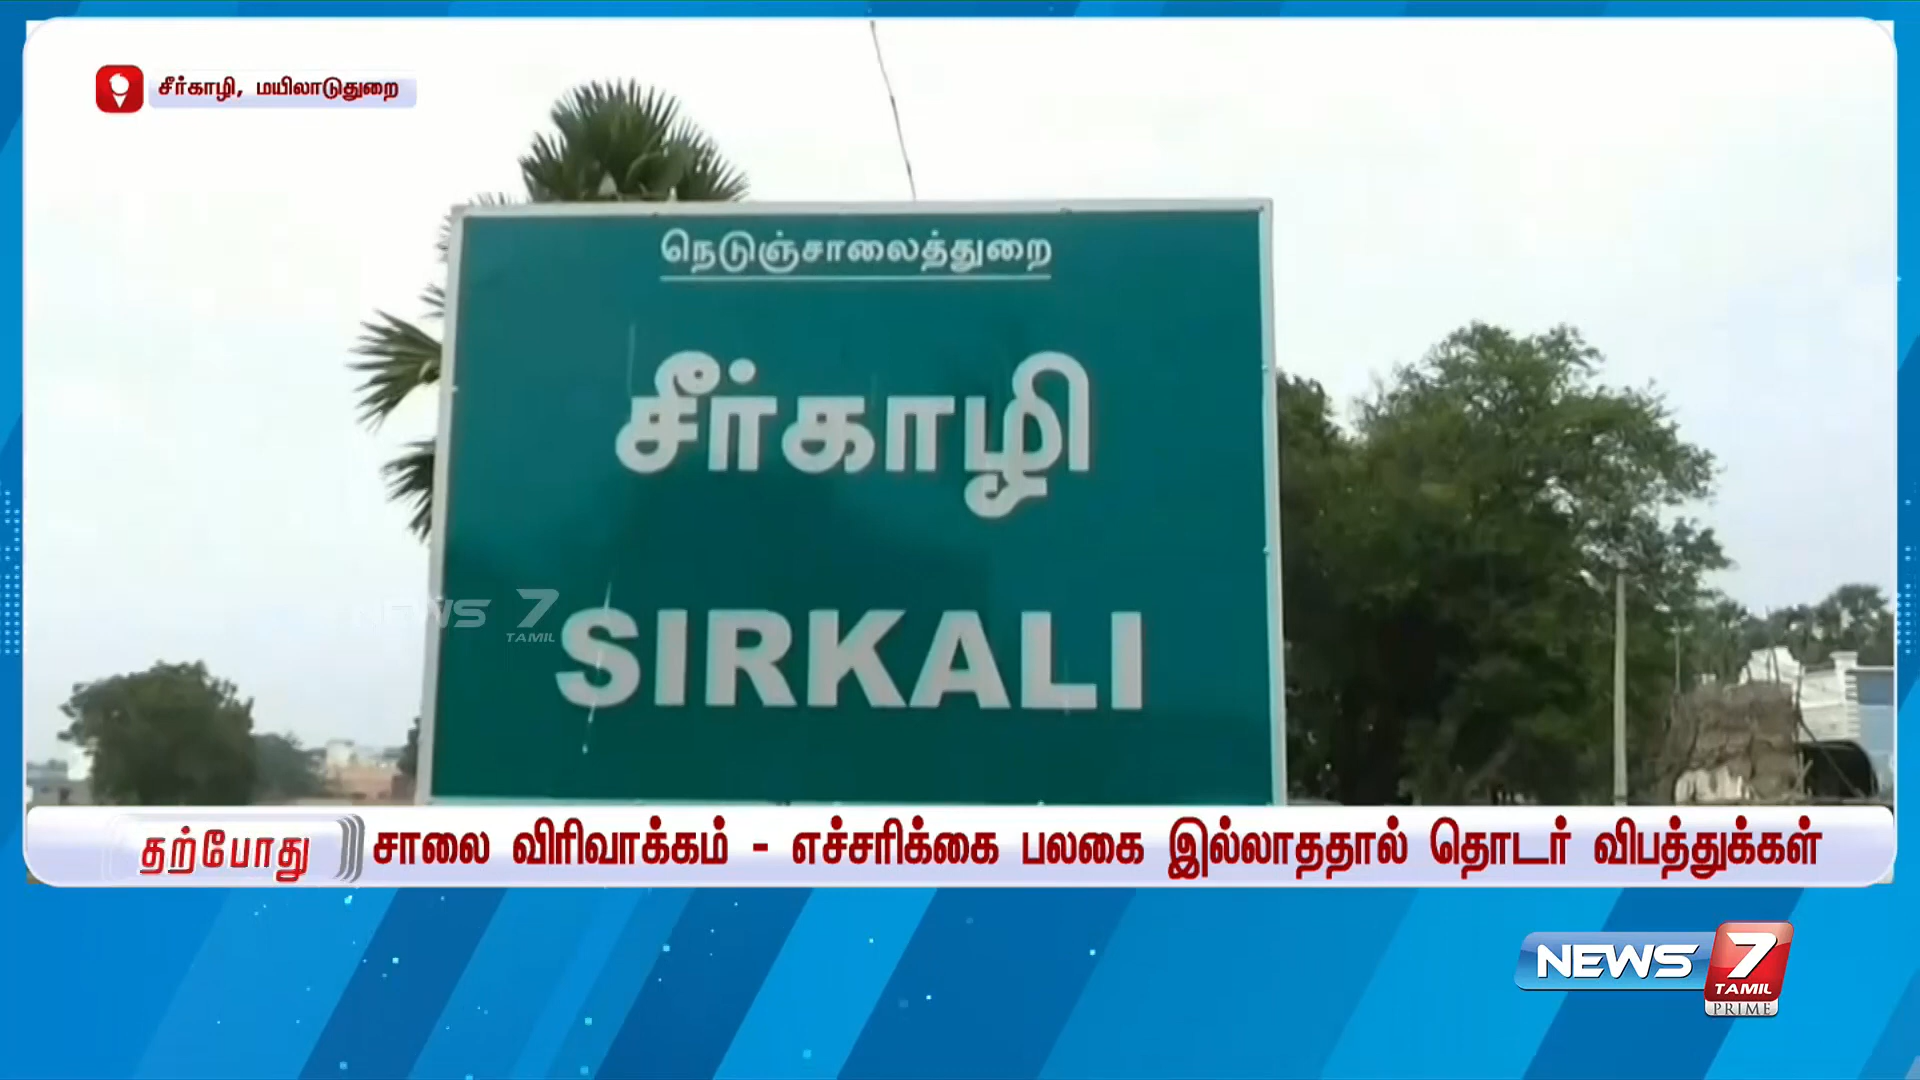 சீர்காழி, மயிலாடுதுறை
நெடுஞ்சாலைத்துறை
சீர்காழி
NEWS 7
TAMIL
SIRKALI
தற்போது
சாலை விரிவாக்கம் - எச்சரிக்கை பலகை இல்லாததால் தொடர் விபத்துக்கள்
NEWS 7
TAMIL
PRIME